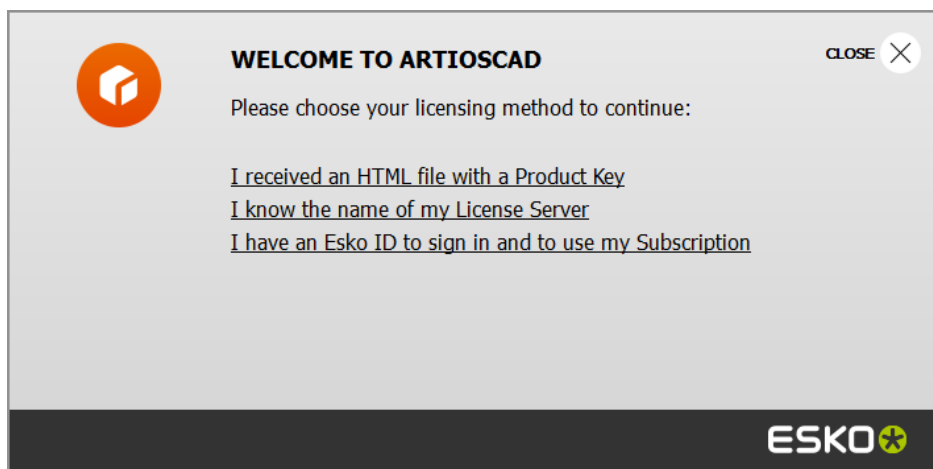 WELCOME TO ARTIOSCAD
CLOSE
Please choose your licensing method to continue:
I received an HTML file with a Product Key
I know the name of my License Server
I have an Esko ID to sign in and to use my Subscription
ESKO